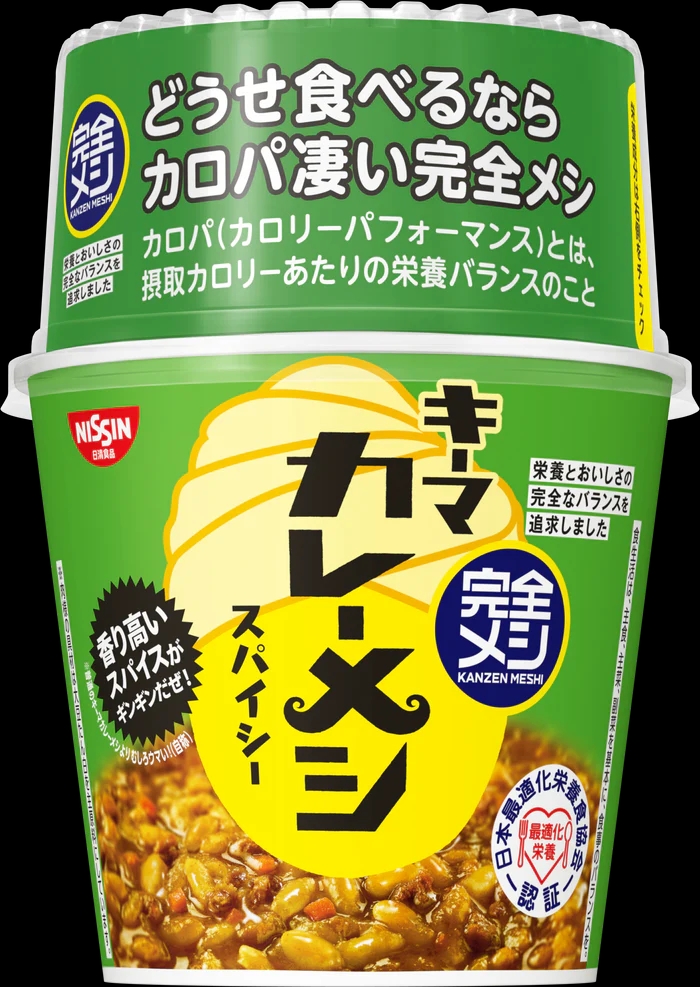 どうせ食べるなら
カロパ凄い完全メシ
カロパ(カロリーパフォーマンス)とは、
摂取カロリーあたりの栄養バランスのこと
完全
メシ
KANZEN MESHI
栄養とおいしさの
完全なバランスを
追求しました
NISSIN
日清食品
キーマ
カレーメシ
スパイシー
栄養とおいしさの
完全なバランスを
追求しました
完全
メシ
KANZEN MESHI
香り高い
スパイスが
ギンギンだぜ!
日本最適化栄養食協会
最適化
栄養
認証